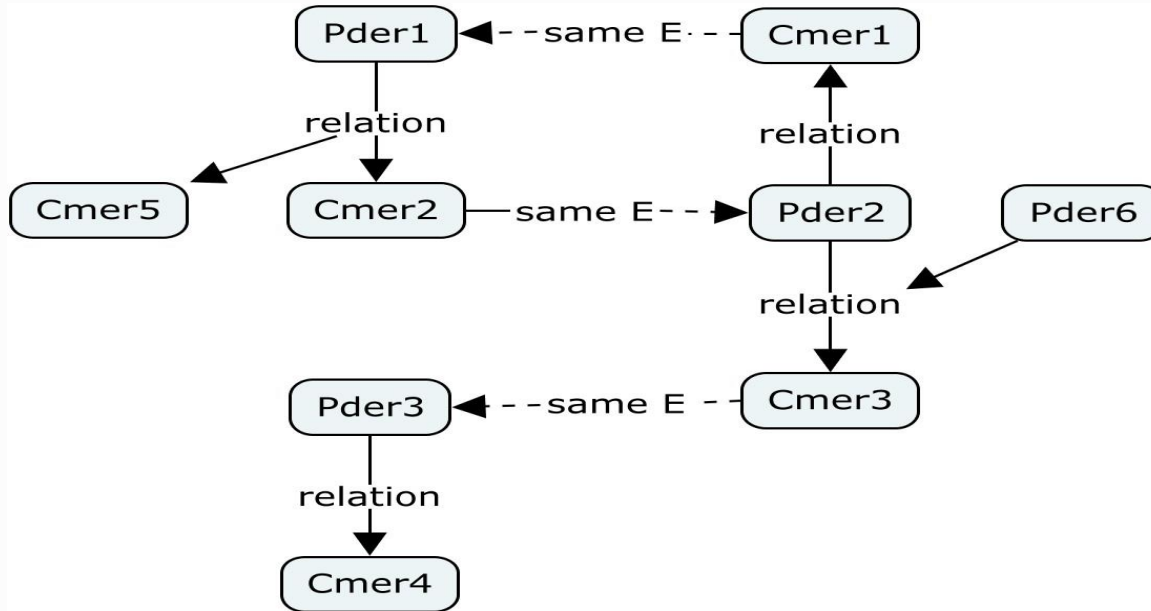 Pder1
same E
Cmer1
relation
relation
Cmer5
Cmer2
same E
Pder2
Pder6
relation
Pder3
same E
Cmer3
relation
Cmer4